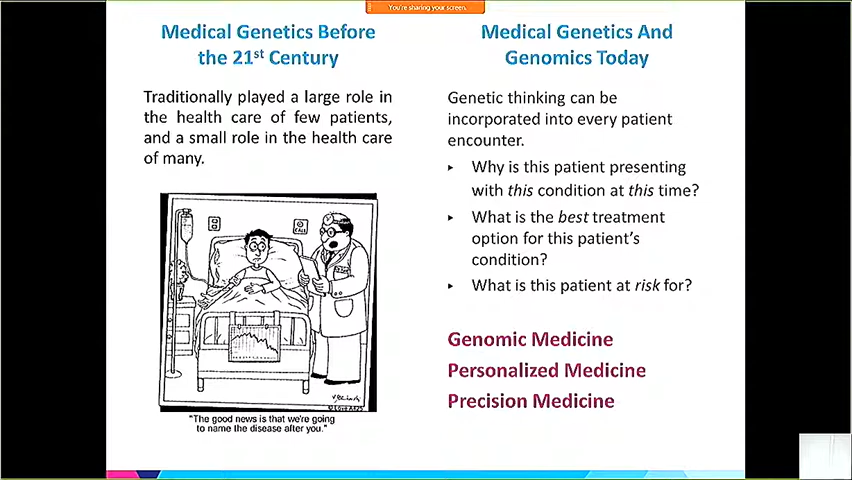 You're sharing your screen.
Medical Genetics Before
the 21st Century
Traditionally played a large role in
the health care of few patients,
and a small role in the health care
of many.
CALL
"The good news is that we're going
to name the disease after you."
Medical Genetics And
Genomics Today
Genetic thinking can be
incorporated into every patient
encounter.
▸ Why is this patient presenting
with this condition at this time?
▸ What is the best treatment
option for this patient's
condition?
▸ What is this patient at risk for?
Genomic Medicine
Personalized Medicine
Precision Medicine